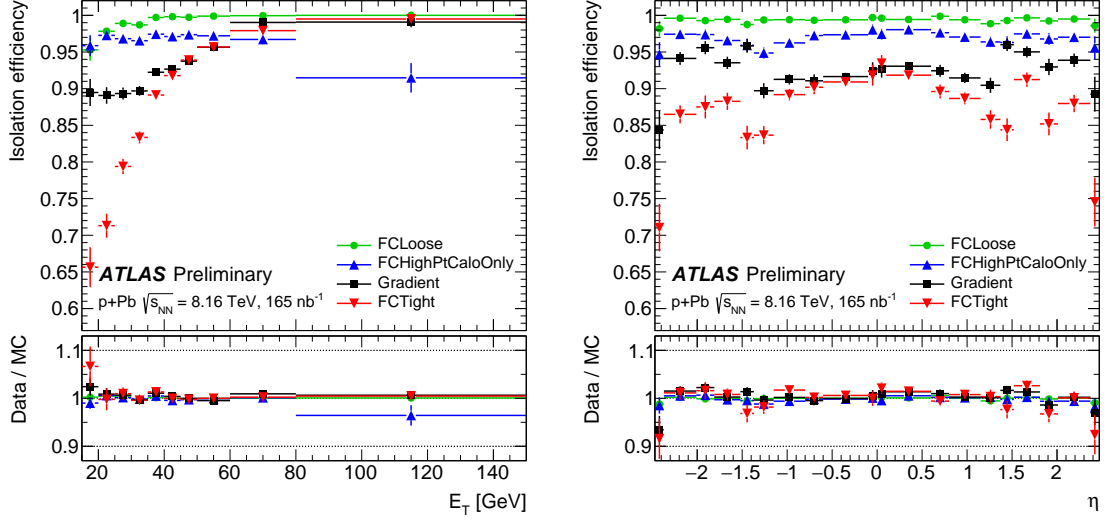 Isolation efficiency
1
0.95
0.9
0.85
0.8
0.75
0.7
0.65
0.6
FCLoose
FCHighPtCaloOnly
Gradient
FCTight
ATLAS Preliminary
p+Pb √s_NN = 8.16 TeV, 165 nb⁻¹
Data / MC
1.1
1
0.9
20 40 60 80 100 120 140
E_T [GeV]
Isolation efficiency
1
0.95
0.9
0.85
0.8
0.75
0.7
0.65
0.6
FCLoose
FCHighPtCaloOnly
Gradient
FCTight
ATLAS Preliminary
p+Pb √s_NN = 8.16 TeV, 165 nb⁻¹
Data / MC
1.1
1
0.9
−2 −1.5 −1 −0.5 0 0.5 1 1.5 2
η